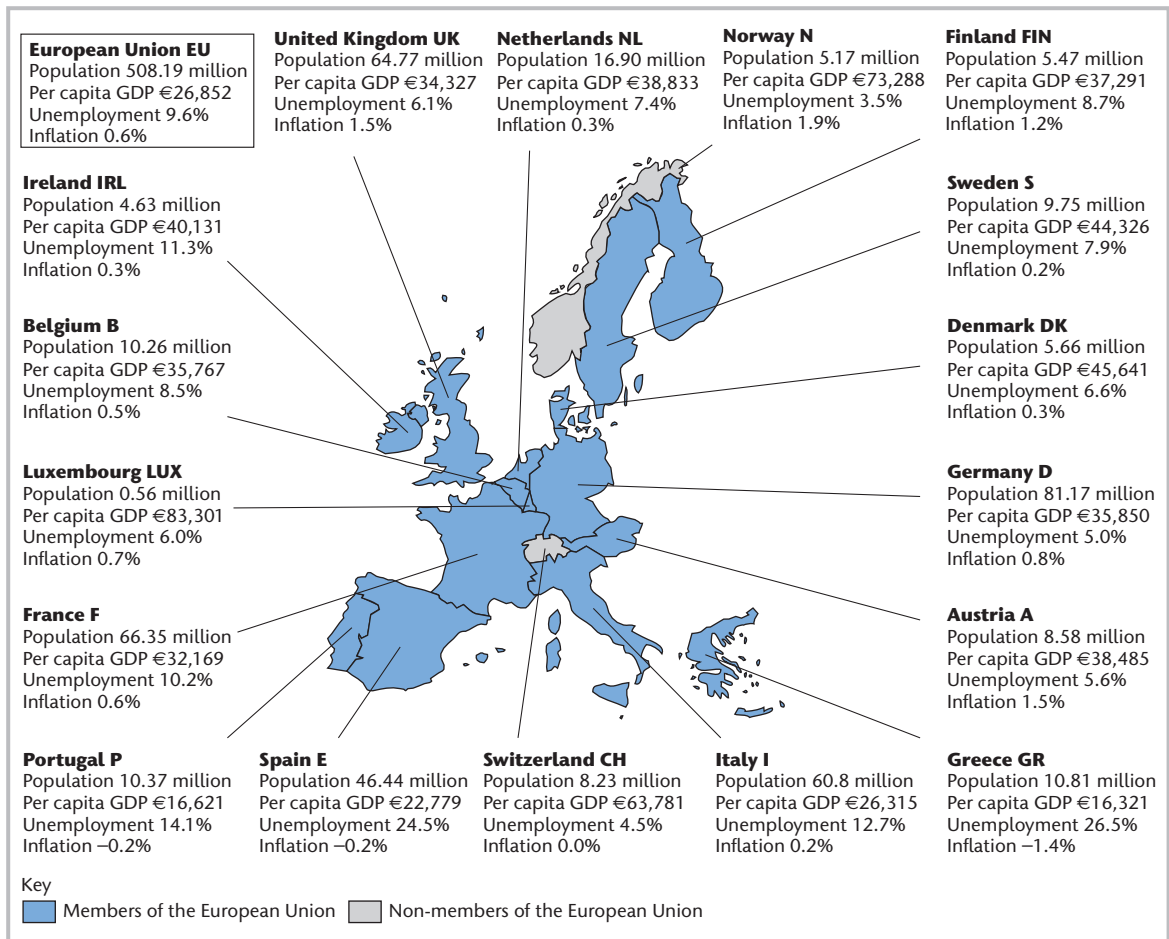 European Union EU
Population 508.19 million
Per capita GDP €26,852
Unemployment 9.6%
Inflation 0.6%
United Kingdom UK
Population 64.77 million
Per capita GDP €34,327
Unemployment 6.1%
Inflation 1.5%
Netherlands NL
Population 16.90 million
Per capita GDP €38,833
Unemployment 7.4%
Inflation 0.3%
Norway N
Population 5.17 million
Per capita GDP €73,288
Unemployment 3.5%
Inflation 1.9%
Finland FIN
Population 5.47 million
Per capita GDP €37,291
Unemployment 8.7%
Inflation 1.2%
Ireland IRL
Population 4.63 million
Per capita GDP €40,131
Unemployment 11.3%
Inflation 0.3%
Sweden S
Population 9.75 million
Per capita GDP €44,326
Unemployment 7.9%
Inflation 0.2%
Belgium B
Population 10.26 million
Per capita GDP €35,767
Unemployment 8.5%
Inflation 0.5%
Denmark DK
Population 5.66 million
Per capita GDP €45,641
Unemployment 6.6%
Inflation 0.3%
Luxembourg LUX
Population 0.56 million
Per capita GDP €83,301
Unemployment 6.0%
Inflation 0.7%
Germany D
Population 81.17 million
Per capita GDP €35,850
Unemployment 5.0%
Inflation 0.8%
France F
Population 66.35 million
Per capita GDP €32,169
Unemployment 10.2%
Inflation 0.6%
Austria A
Population 8.58 million
Per capita GDP €38,485
Unemployment 5.6%
Inflation 1.5%
Portugal P
Population 10.37 million
Per capita GDP €16,621
Unemployment 14.1%
Inflation –0.2%
Spain E
Population 46.44 million
Per capita GDP €22,779
Unemployment 24.5%
Inflation –0.2%
Switzerland CH
Population 8.23 million
Per capita GDP €63,781
Unemployment 4.5%
Inflation 0.0%
Italy I
Population 60.8 million
Per capita GDP €26,315
Unemployment 12.7%
Inflation 0.2%
Greece GR
Population 10.81 million
Per capita GDP €16,321
Unemployment 26.5%
Inflation –1.4%
Key
Members of the European Union
Non-members of the European Union